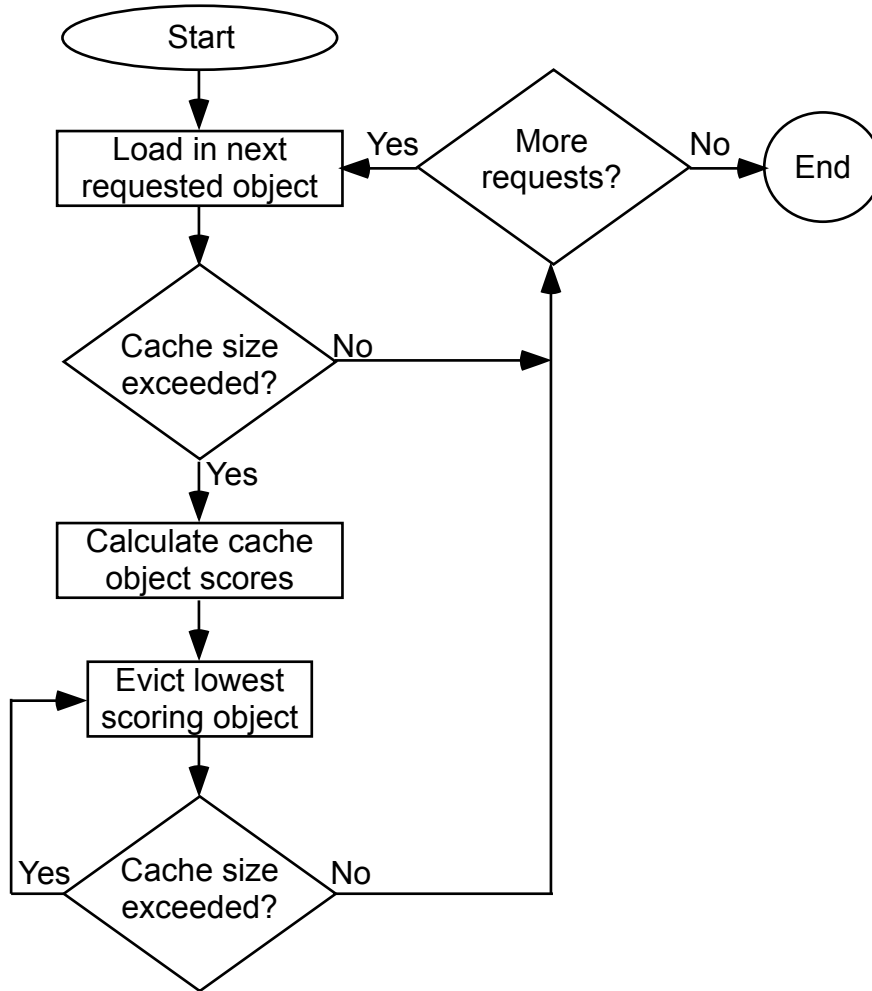 Start
Load in next
requested object
Yes
More
requests?
No
End
Cache size
exceeded?
No
Yes
Calculate cache
object scores
Evict lowest
scoring object
Yes
Cache size
exceeded?
No